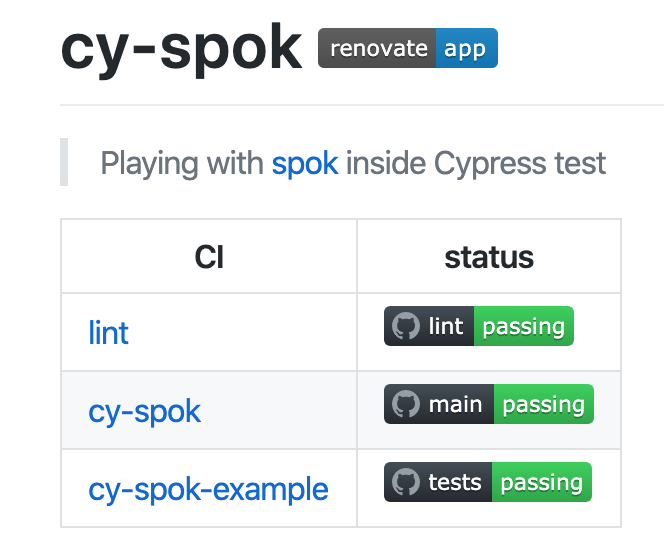 cy-spok renovate app
Playing with spok inside Cypress test
CI status
lint lint passing
cy-spok main passing
cy-spok-example tests passing